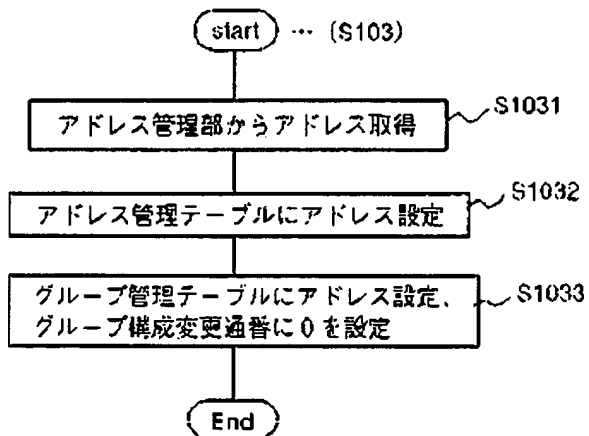 start … (S103)
アドレス管理部からアドレス取得
S1031
アドレス管理テーブルにアドレス設定
S1032
グループ管理テーブルにアドレス設定、
グループ構成変更通番に0を設定
S1033
End